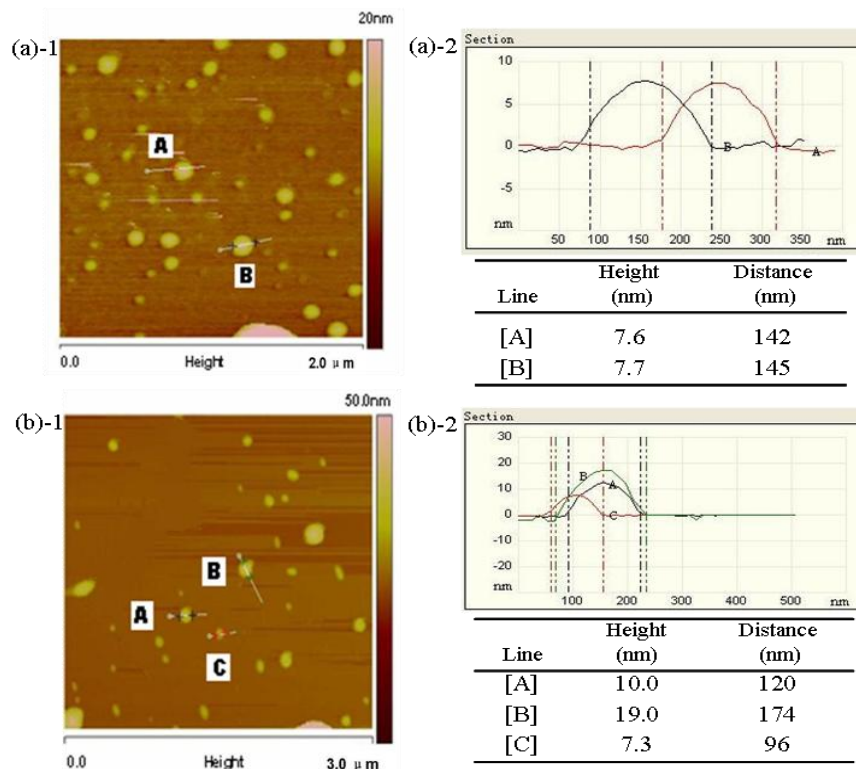 20nm
(a)-1
A
B
0.0 Height 2.0 μm
(a)-2
Section
10
5
0
-5
nm
B
A
nm 50 100 150 200 250 300 350
Height Distance
Line (nm) (nm)
[A] 7.6 142
[B] 7.7 145
50.0nm
(b)-1
B
A
C
0.0 Height 3.0 μm
(b)-2
Section
30
20
10
0
-10
-20
nm
B
A
C
nm 100 200 300 400 500
Height Distance
Line (nm) (nm)
[A] 10.0 120
[B] 19.0 174
[C] 7.3 96